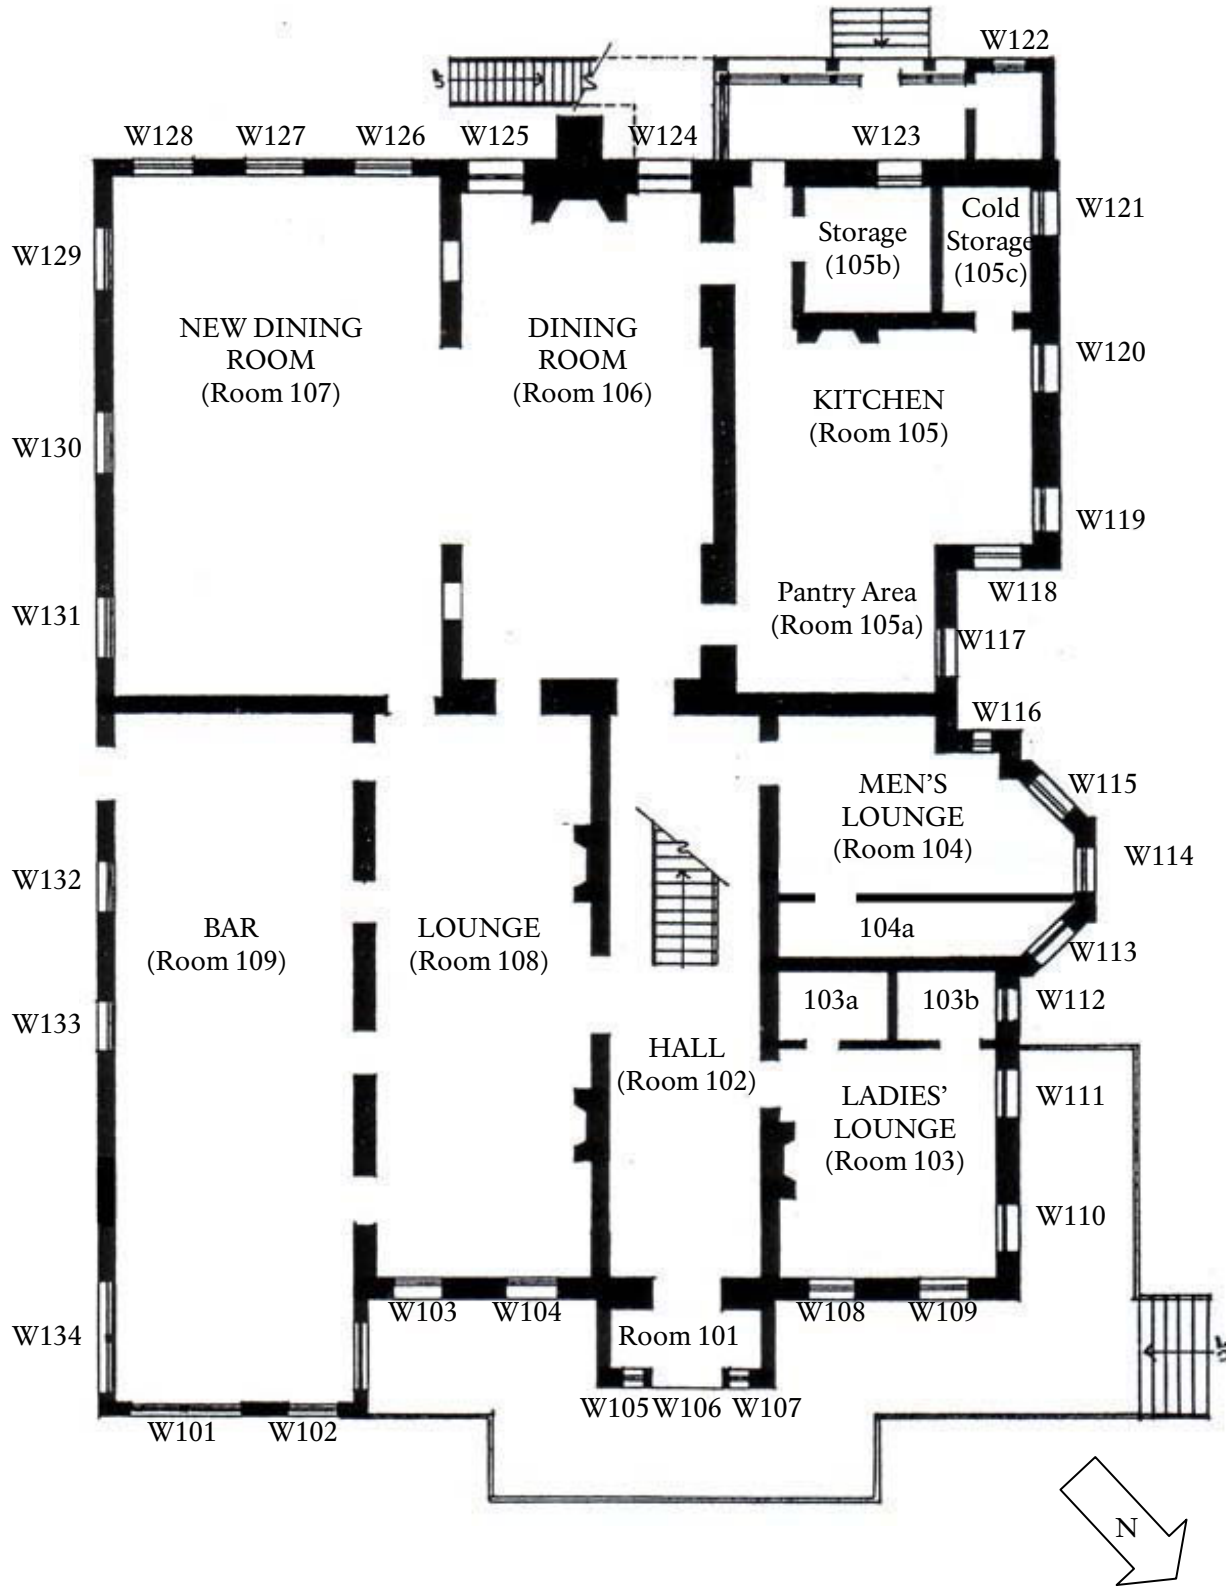 W122
UP
W128
W127
W126
W125
W124
W123
W121
Cold
Storage
(105c)
Storage
(105b)
W129
NEW DINING
ROOM
(Room 107)
DINING
ROOM
(Room 106)
W120
KITCHEN
(Room 105)
W130
W119
W131
Pantry Area
(Room 105a)
W118
W117
W116
W115
MEN'S
LOUNGE
(Room 104)
W114
W132
BAR
(Room 109)
LOUNGE
(Room 108)
104a
W113
103a
103b
W112
W133
HALL
(Room 102)
W111
LADIES'
LOUNGE
(Room 103)
W110
W103
W104
W108
W109
W134
Room 101
UP
W105
W106
W107
W101
W102
N